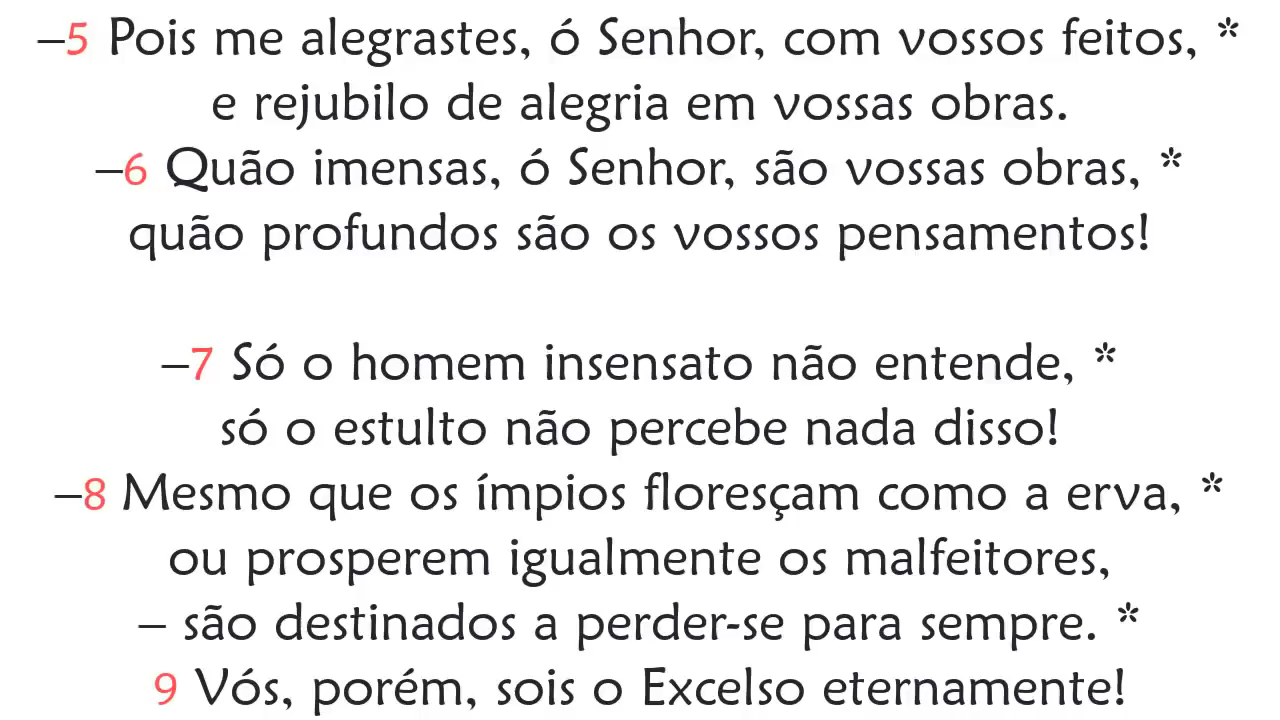 –5 Pois me alegrastes, ó Senhor, com vossos feitos, *
e rejubilo de alegria em vossas obras.
–6 Quão imensas, ó Senhor, são vossas obras, *
quão profundos são os vossos pensamentos!
–7 Só o homem insensato não entende, *
só o estulto não percebe nada disso!
–8 Mesmo que os ímpios floresçam como a erva, *
ou prosperem igualmente os malfeitores,
– são destinados a perder-se para sempre. *
9 Vós, porém, sois o Excelso eternamente!